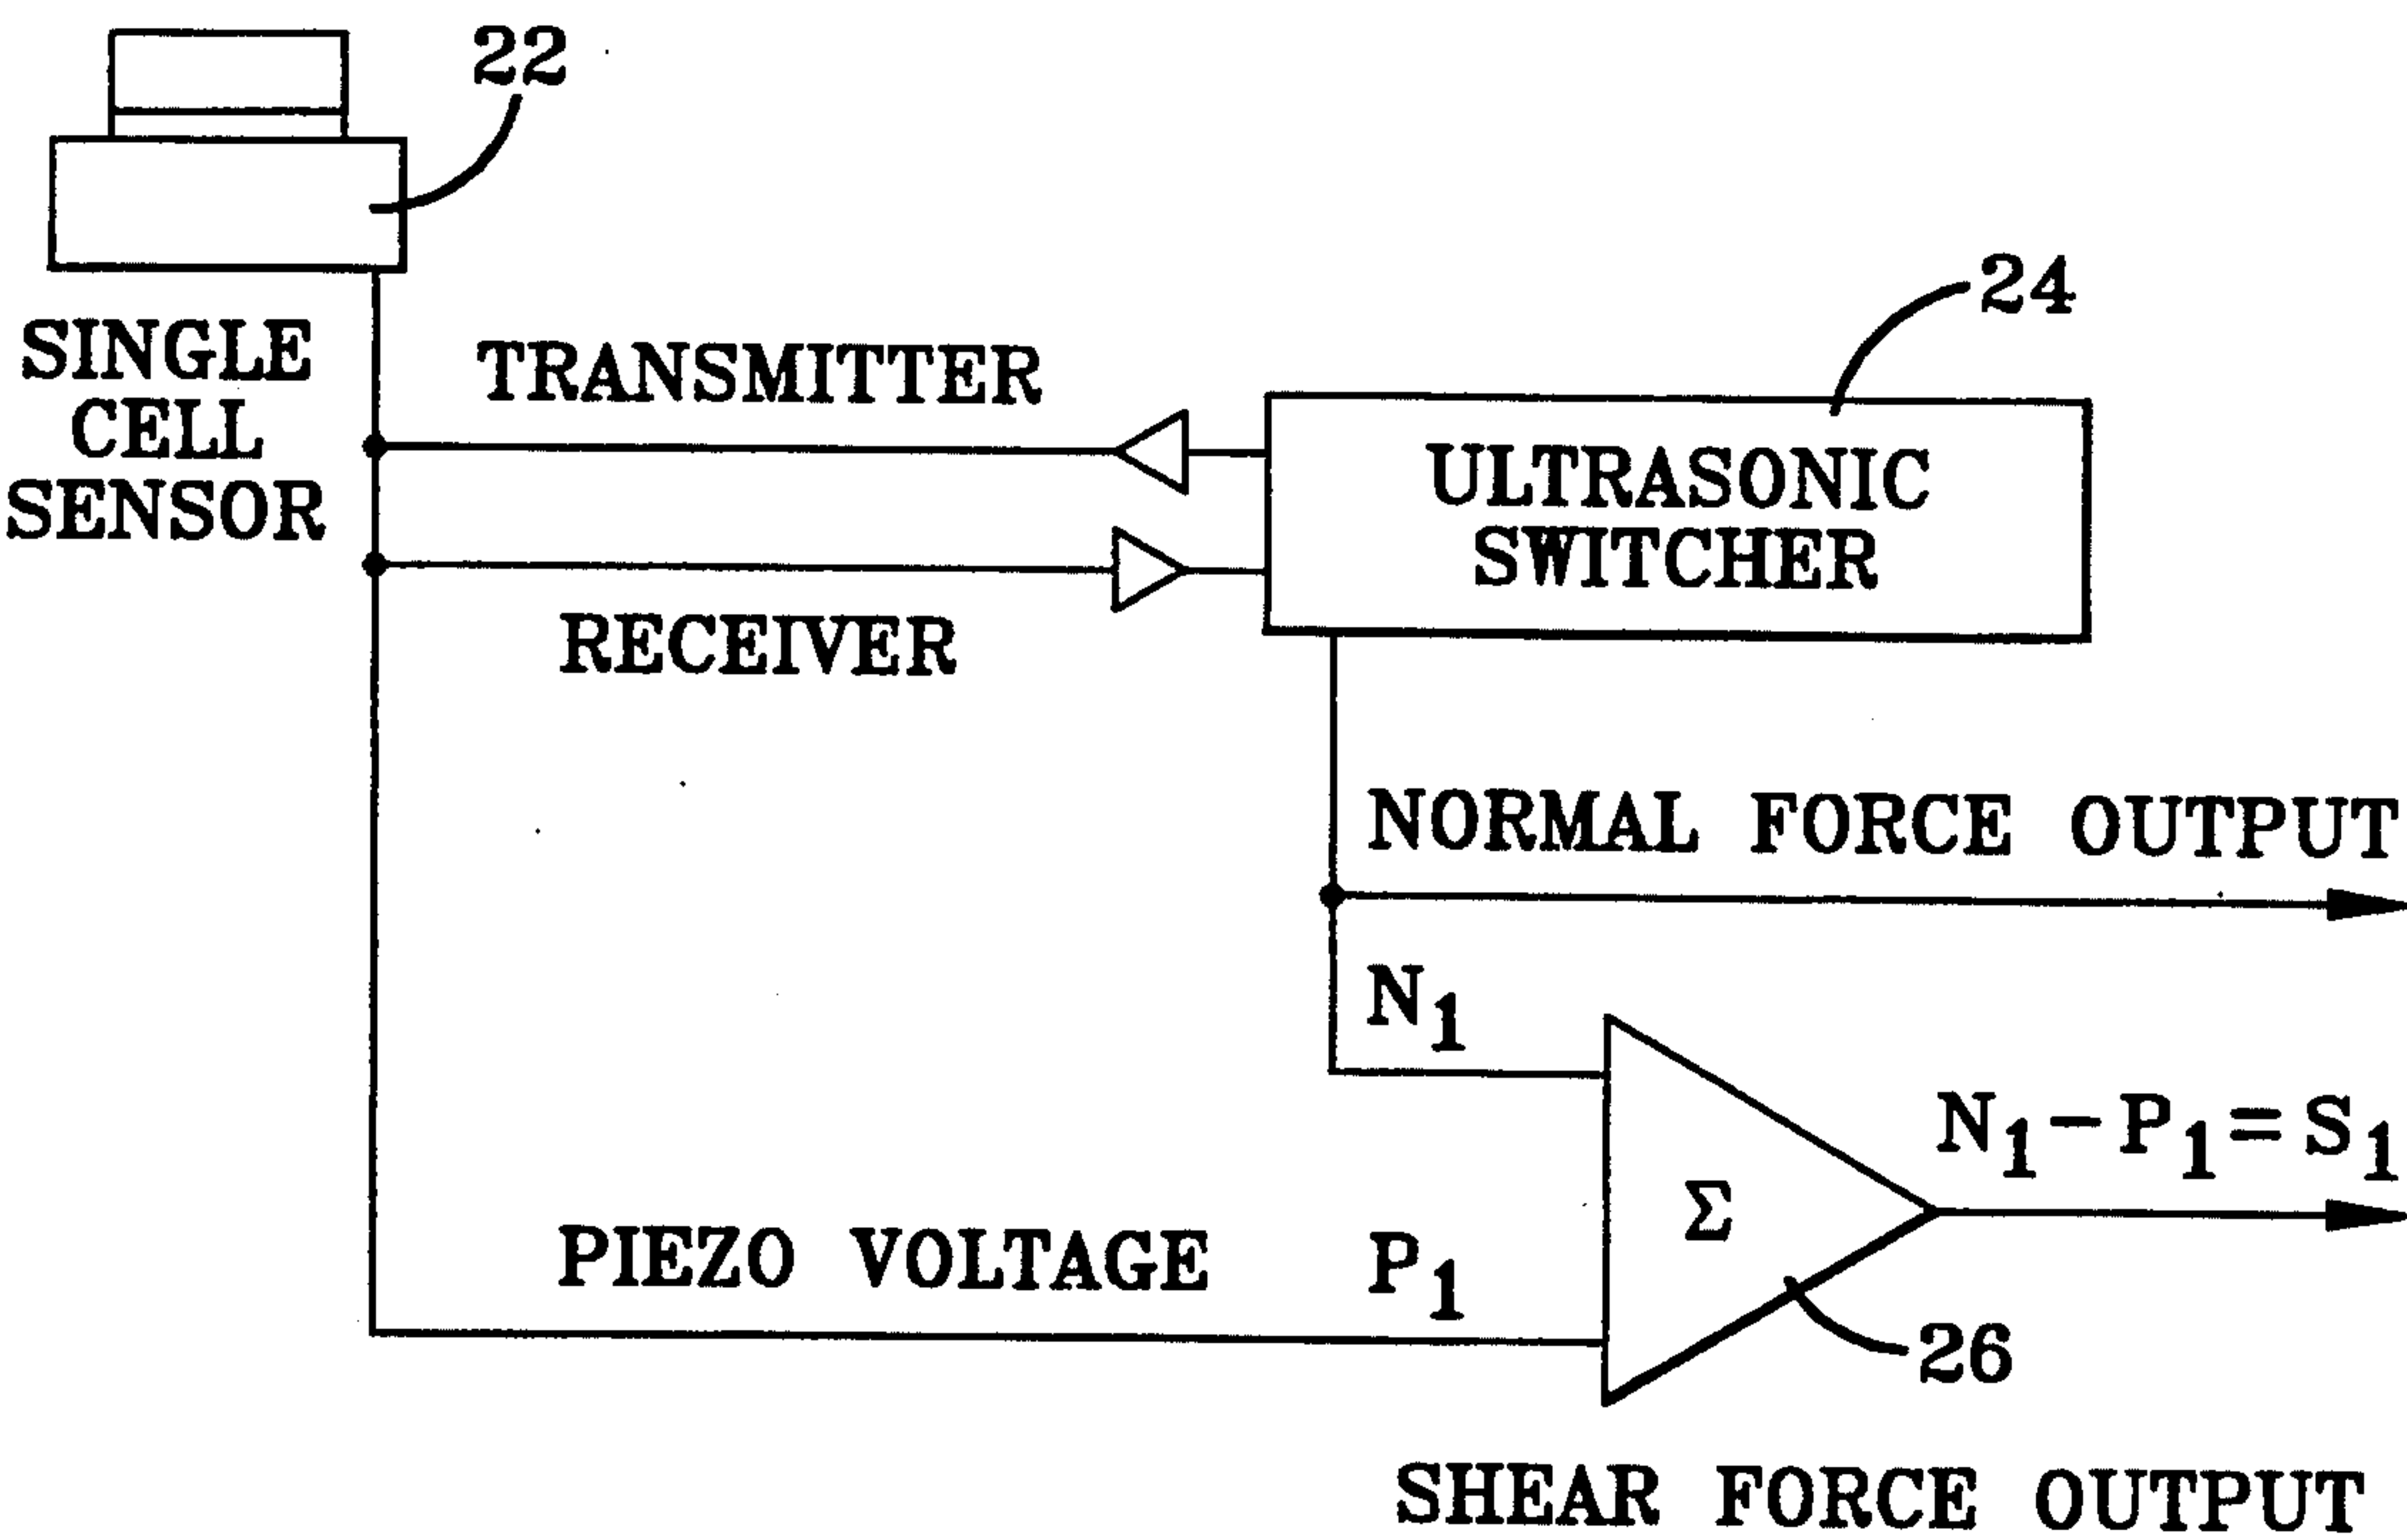 22
SINGLE
CELL
SENSOR
TRANSMITTER
RECEIVER
24
ULTRASONIC
SWITCHER
NORMAL FORCE OUTPUT
N1
N1-P1=S1
Σ
PIEZO VOLTAGE P1
26
SHEAR FORCE OUTPUT